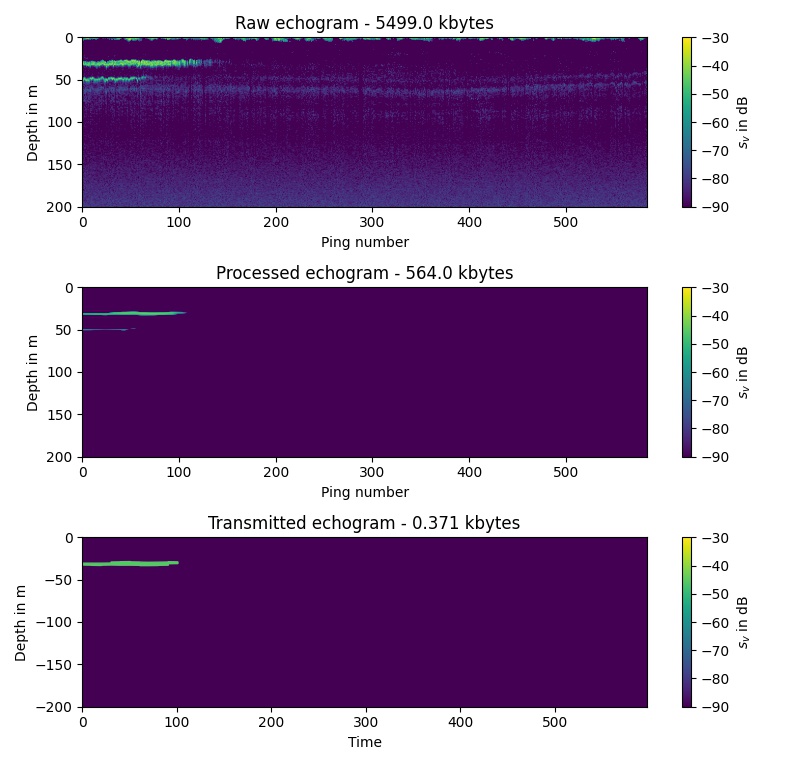 Raw echogram - 5499.0 kbytes
0
50
100
150
200
Depth in m
0 100 200 300 400 500
Ping number
−30
−40
−50
−60
−70
−80
−90
sv in dB
Processed echogram - 564.0 kbytes
0
50
100
150
200
Depth in m
0 100 200 300 400 500
Ping number
−30
−40
−50
−60
−70
−80
−90
sv in dB
Transmitted echogram - 0.371 kbytes
0
−50
−100
−150
−200
Depth in m
0 100 200 300 400 500
Time
−30
−40
−50
−60
−70
−80
−90
sv in dB